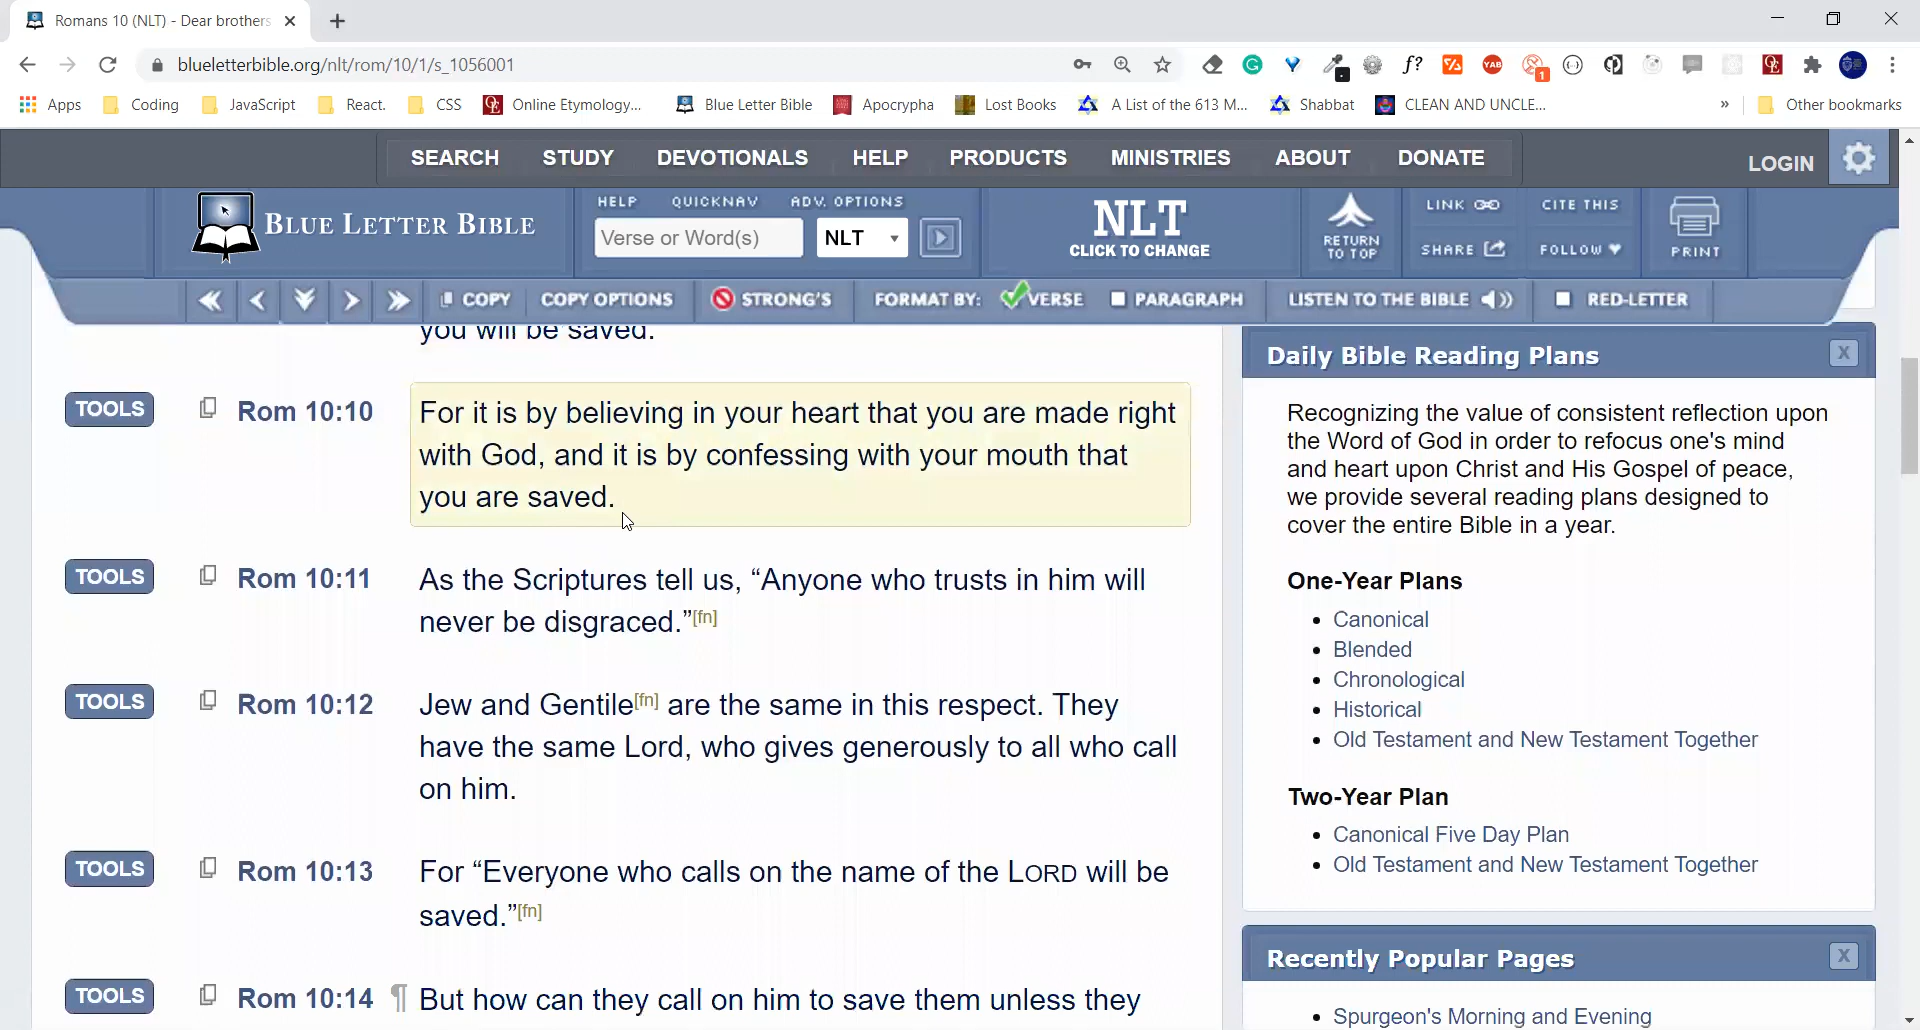 Romans 10 (NLT) - Dear brothers
blueletterbible.org/nlt/rom/10/1/s_1056001
f?
YAB
1
OE
Apps Coding JavaScript React. CSS OE Online Etymology... Blue Letter Bible Apocrypha Lost Books A List of the 613 M... Shabbat CLEAN AND UNCLE... » Other bookmarks
SEARCH STUDY DEVOTIONALS HELP PRODUCTS MINISTRIES ABOUT DONATE LOGIN
BLUE LETTER BIBLE
HELP QUICKNAV ADV. OPTIONS
Verse or Word(s) NLT
NLT
CLICK TO CHANGE
RETURN
TO TOP
LINK CITE THIS
SHARE FOLLOW
PRINT
COPY COPY OPTIONS STRONG'S FORMAT BY: VERSE PARAGRAPH LISTEN TO THE BIBLE RED-LETTER
you will be saved.
TOOLS Rom 10:10 For it is by believing in your heart that you are made right
with God, and it is by confessing with your mouth that
you are saved.
TOOLS Rom 10:11 As the Scriptures tell us, “Anyone who trusts in him will
never be disgraced.”[fn]
TOOLS Rom 10:12 Jew and Gentile[fn] are the same in this respect. They
have the same Lord, who gives generously to all who call
on him.
TOOLS Rom 10:13 For “Everyone who calls on the name of the LORD will be
saved.”[fn]
TOOLS Rom 10:14 ¶ But how can they call on him to save them unless they
Daily Bible Reading Plans X
Recognizing the value of consistent reflection upon
the Word of God in order to refocus one's mind
and heart upon Christ and His Gospel of peace,
we provide several reading plans designed to
cover the entire Bible in a year.
One-Year Plans
• Canonical
• Blended
• Chronological
• Historical
• Old Testament and New Testament Together
Two-Year Plan
• Canonical Five Day Plan
• Old Testament and New Testament Together
Recently Popular Pages X
• Spurgeon's Morning and Evening